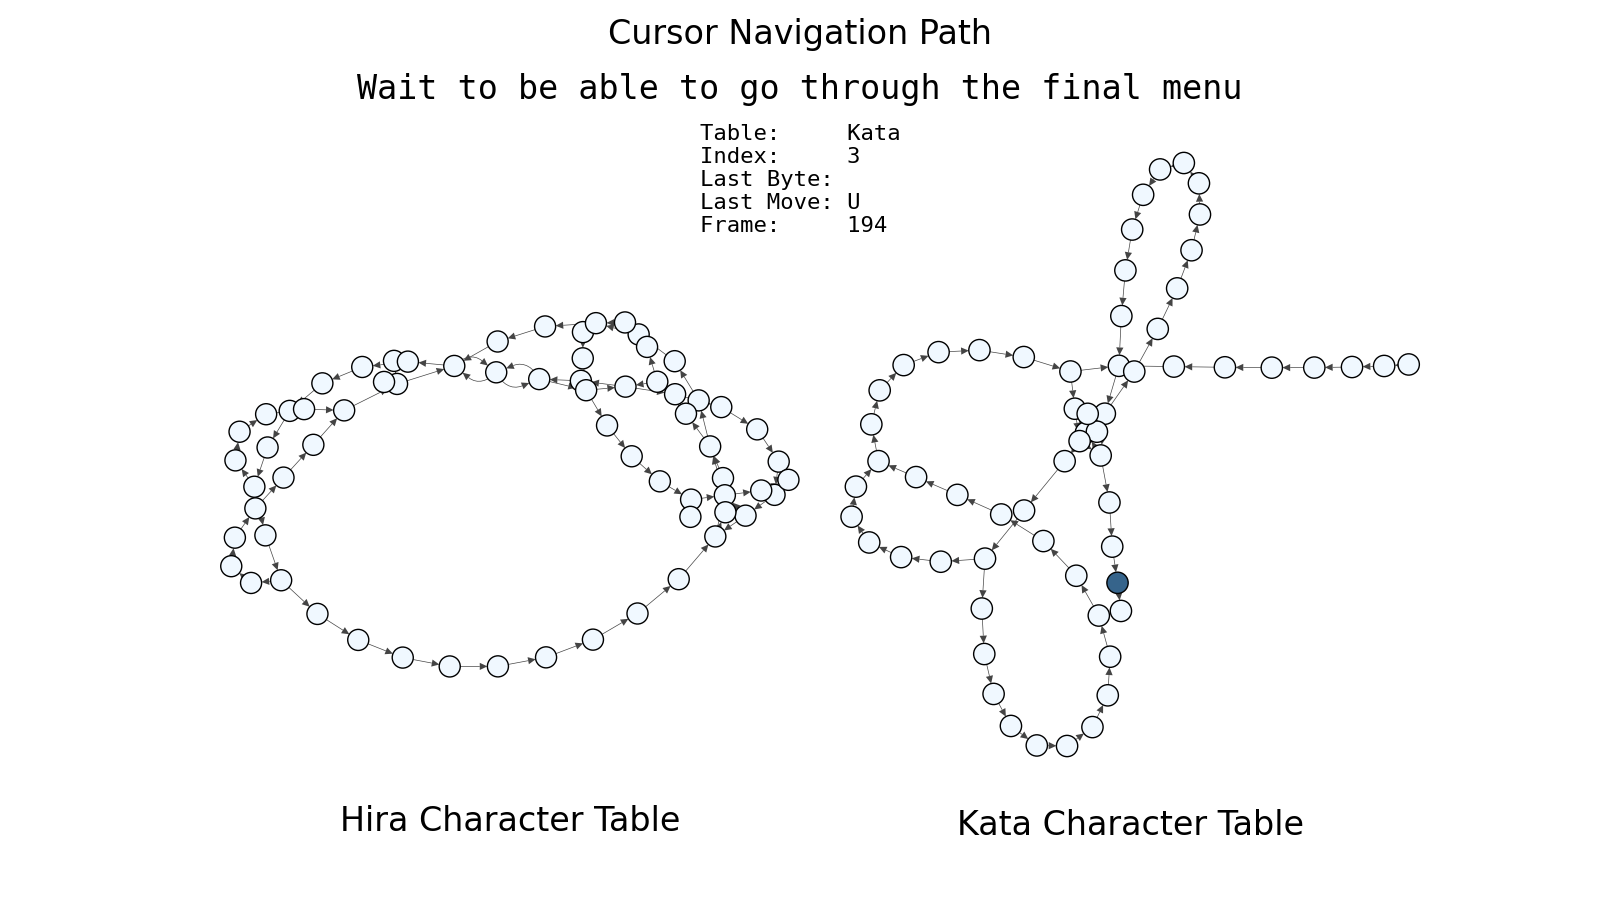 Cursor Navigation Path
Wait to be able to go through the final menu
Table: Kata
Index: 3
Last Byte:
Last Move: U
Frame: 194
Hira Character Table
Kata Character Table